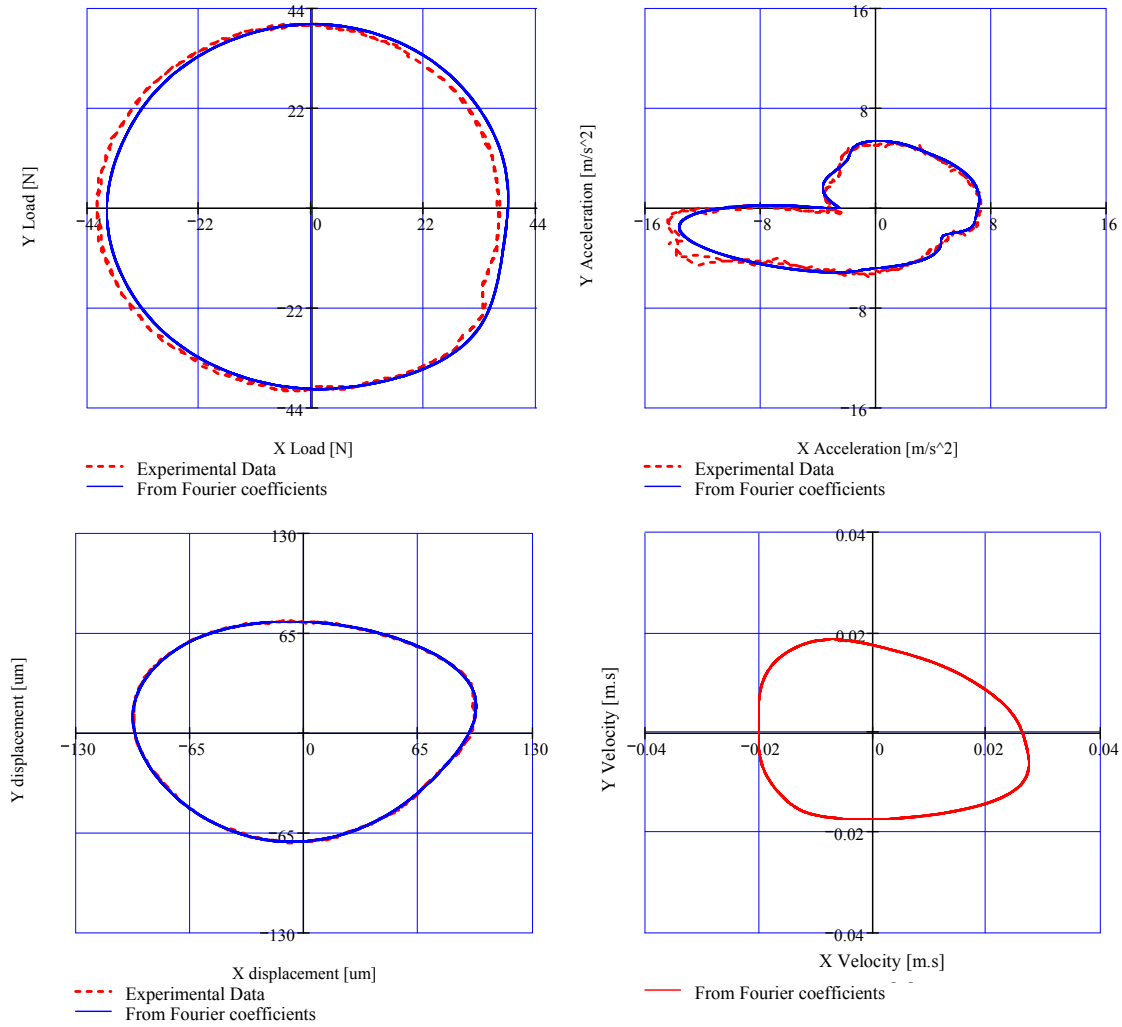 44
22
−44
−22
0
22
44
−22
−44
Y Load [N]
X Load [N]
Experimental Data
From Fourier coefficients
16
8
−16
−8
0
8
16
−8
−16
Y Acceleration [m/s^2]
X Acceleration [m/s^2]
Experimental Data
From Fourier coefficients
130
65
−130
−65
0
65
130
−65
−130
Y displacement [um]
X displacement [um]
Experimental Data
From Fourier coefficients
0.04
0.02
−0.04
−0.02
0
0.02
0.04
−0.02
−0.04
Y Velocity [m.s]
X Velocity [m.s]
From Fourier coefficients